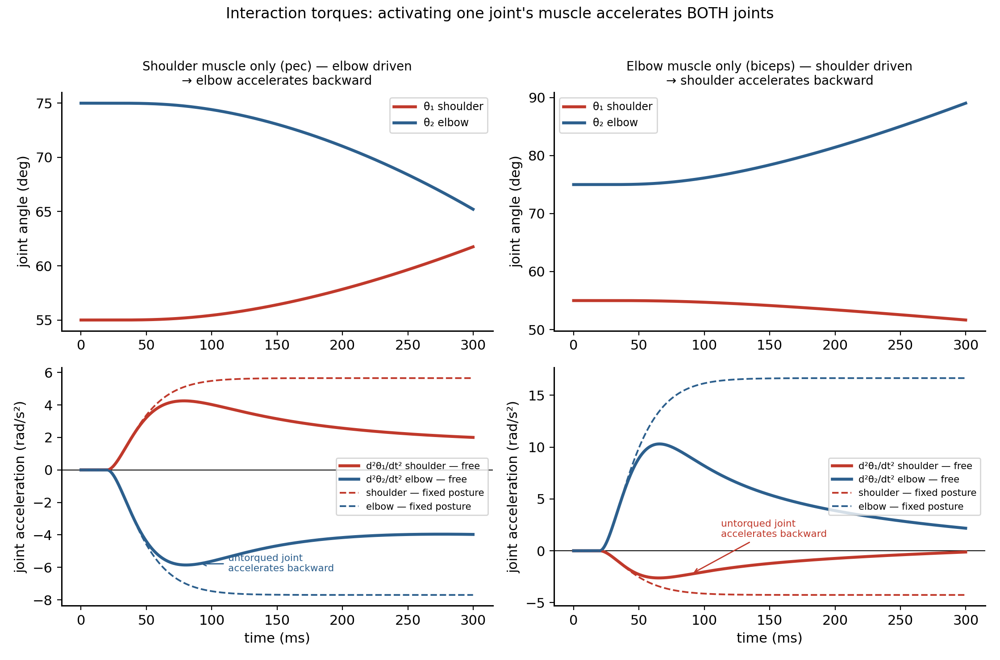 Interaction torques: activating one joint's muscle accelerates BOTH joints
Shoulder muscle only (pec) — elbow driven
→ elbow accelerates backward
joint angle (deg)
75
70
65
60
55
θ₁ shoulder
θ₂ elbow
0 50 100 150 200 250 300
Elbow muscle only (biceps) — shoulder driven
→ shoulder accelerates backward
joint angle (deg)
90
80
70
60
50
θ₁ shoulder
θ₂ elbow
0 50 100 150 200 250 300
joint acceleration (rad/s²)
6
4
2
0
−2
−4
−6
−8
d²θ₁/dt² shoulder — free
d²θ₂/dt² elbow — free
shoulder — fixed posture
elbow — fixed posture
untorqued joint
accelerates backward
0 50 100 150 200 250 300
time (ms)
joint acceleration (rad/s²)
15
10
5
0
−5
d²θ₁/dt² shoulder — free
d²θ₂/dt² elbow — free
shoulder — fixed posture
elbow — fixed posture
untorqued joint
accelerates backward
0 50 100 150 200 250 300
time (ms)